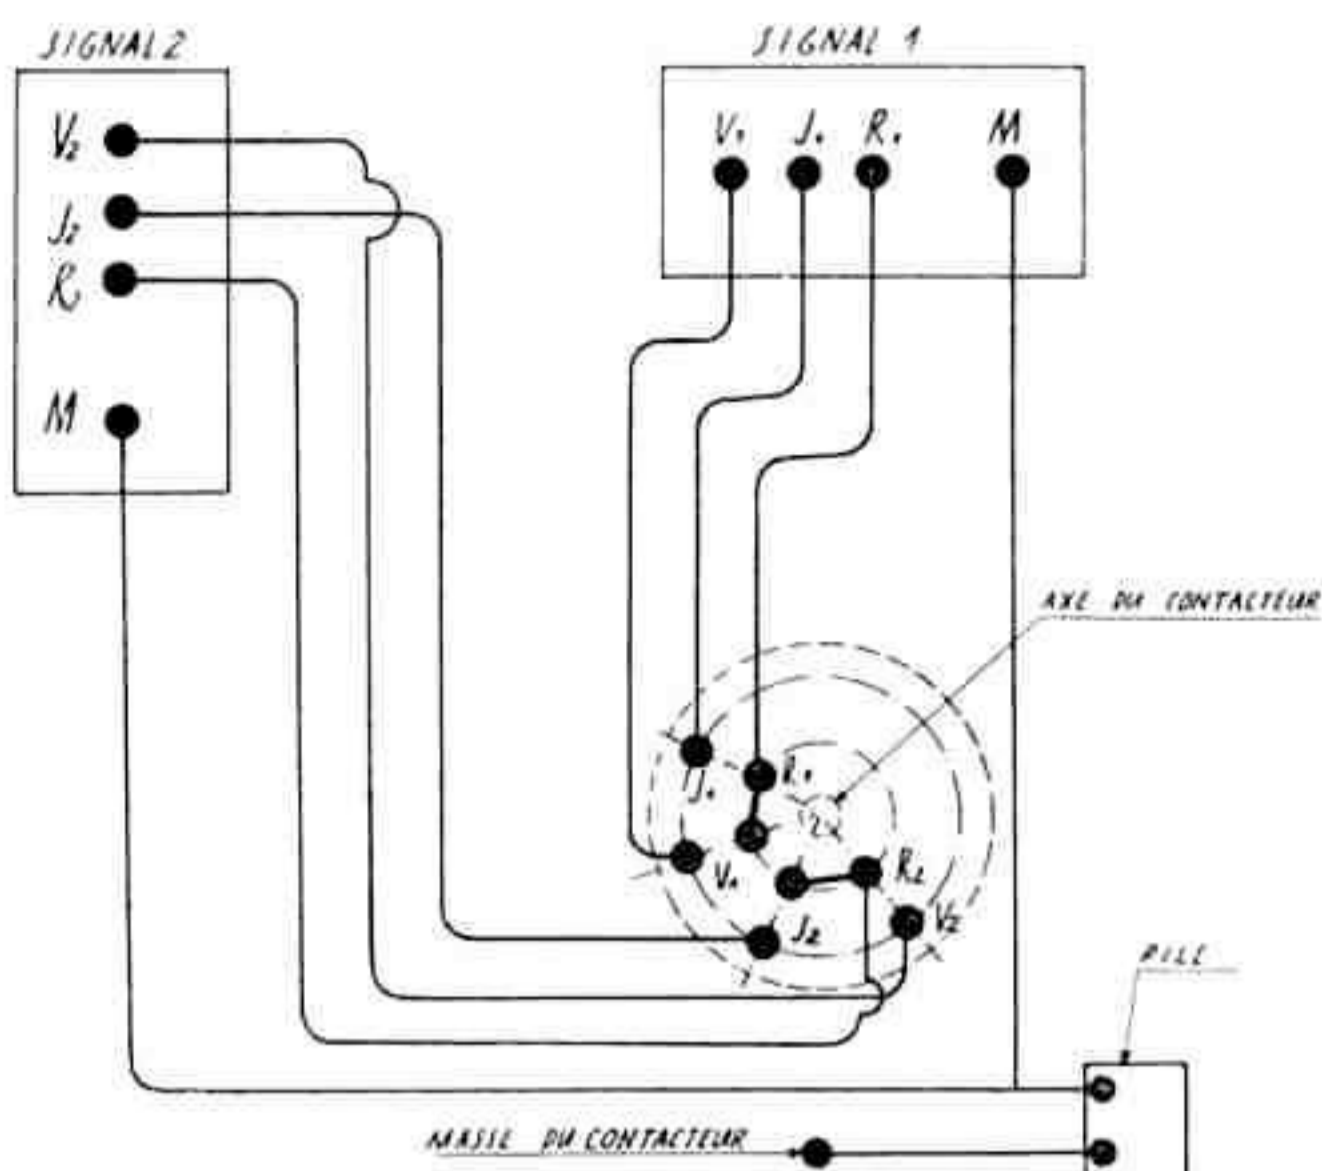 SIGNAL 2
SIGNAL 1
V2
J2
R
M
V1 J1 R1 M
AXE DU CONTACTEUR
J1
R1
V1
R2
J2
V2
PILE
MASSE DU CONTACTEUR